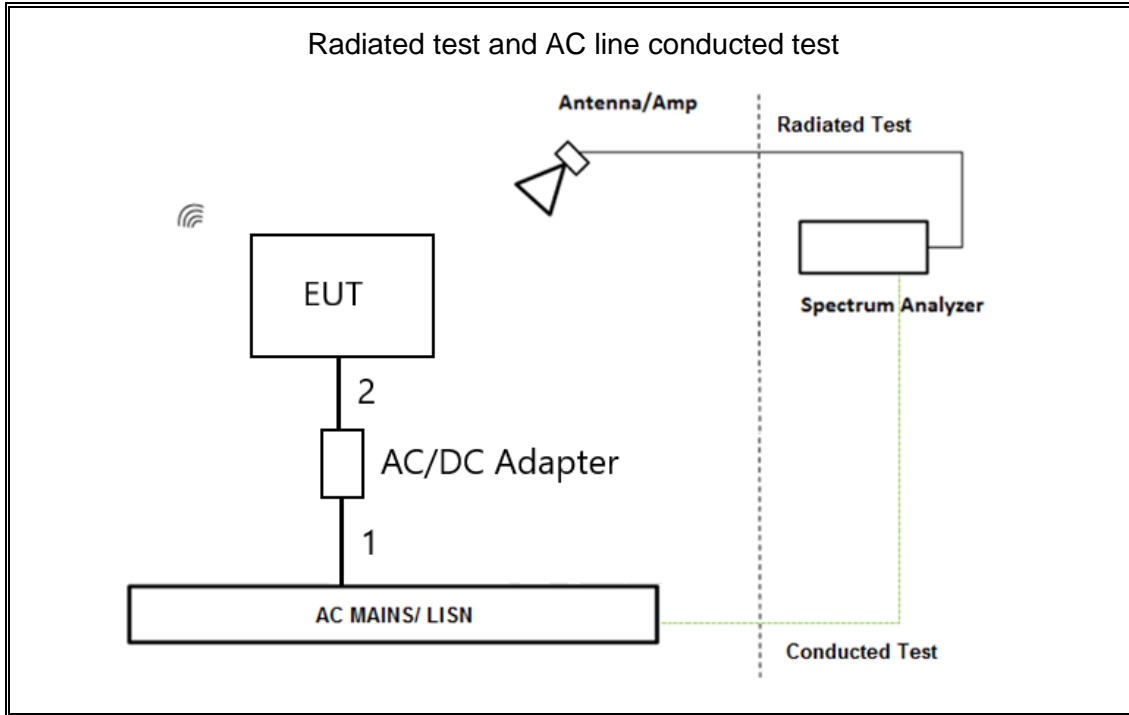 Radiated test and AC line conducted test
Antenna/Amp
Radiated Test
EUT
Spectrum Analyzer
2
AC/DC Adapter
1
AC MAINS/ LISN
Conducted Test